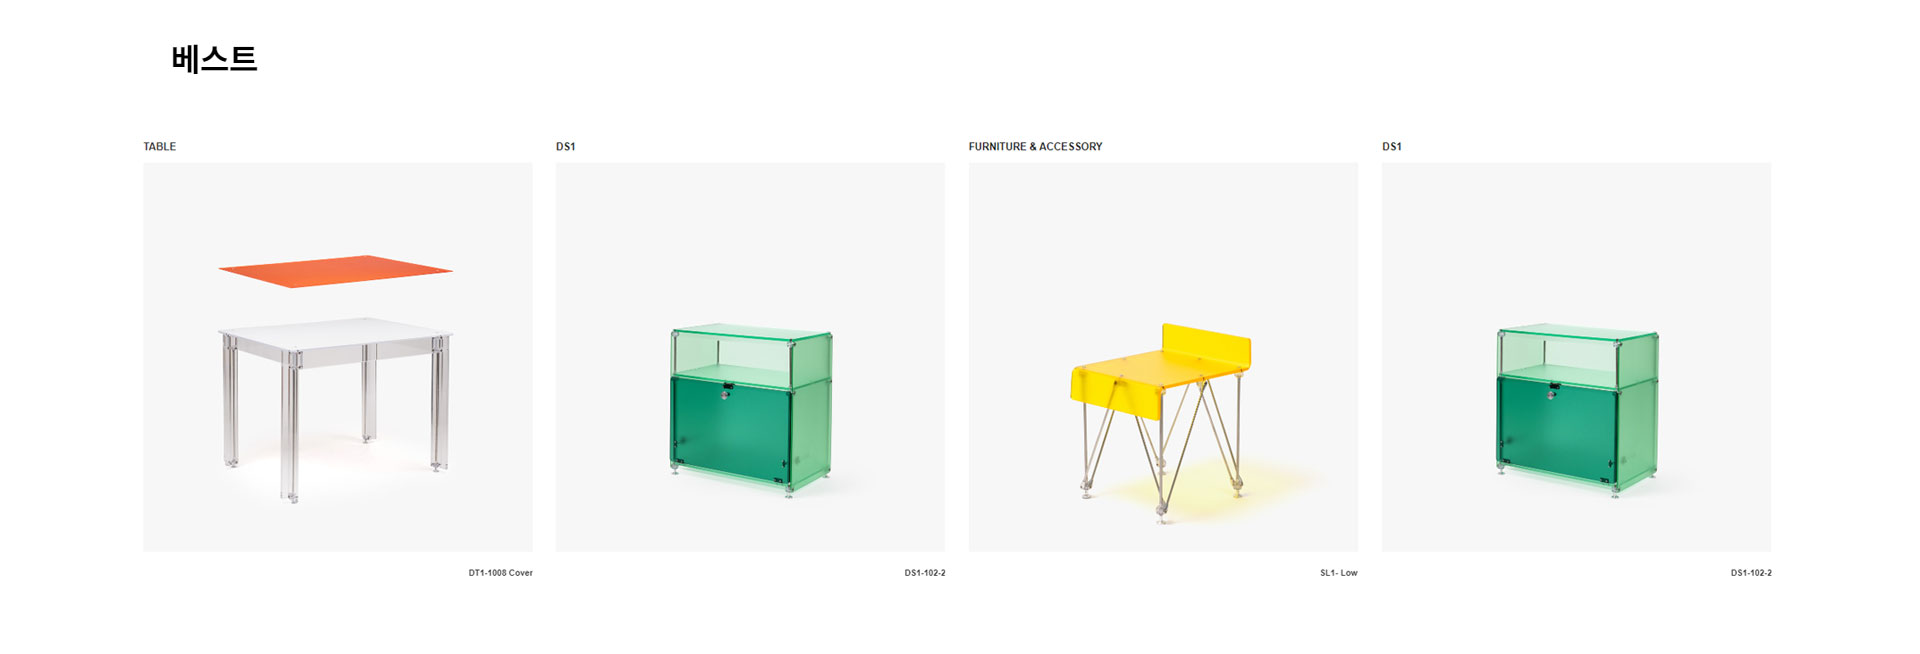 베스트
TABLE
DS1
FURNITURE & ACCESSORY
DS1
DT1-1008 Cover
DS1-102-2
SL1- Low
DS1-102-2